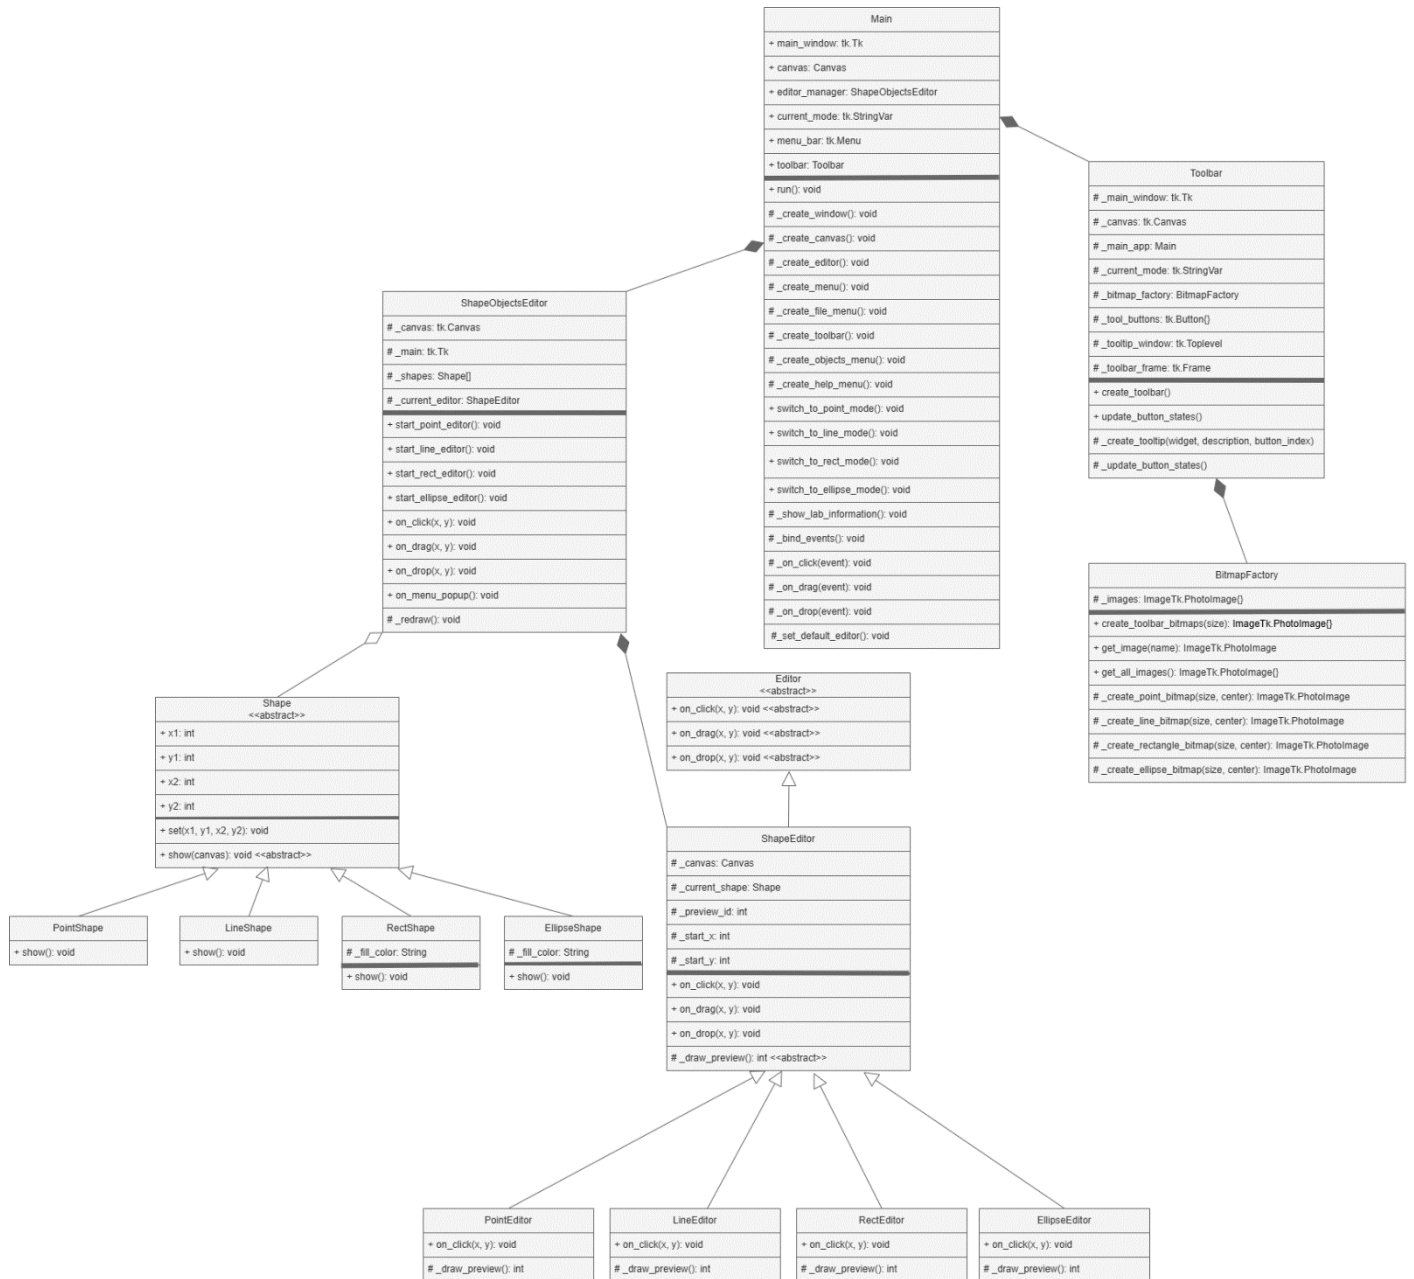 Main
+ main_window: tk.Tk
+ canvas: Canvas
+ editor_manager: ShapeObjectsEditor
+ current_mode: tk.StringVar
+ menu_bar: tk.Menu
+ toolbar: Toolbar
+ run(): void
# _create_window(): void
# _create_canvas(): void
# _create_editor(): void
# _create_menu(): void
# _create_file_menu(): void
# _create_toolbar(): void
# _create_objects_menu(): void
# _create_help_menu(): void
+ switch_to_point_mode(): void
+ switch_to_line_mode(): void
+ switch_to_rect_mode(): void
+ switch_to_ellipse_mode(): void
# _show_lab_information(): void
# _bind_events(): void
# _on_click(event): void
# _on_drag(event): void
# _on_drop(event): void
#_set_default_editor(): void
Toolbar
# _main_window: tk.Tk
# _canvas: tk.Canvas
# _main_app: Main
# _current_mode: tk.StringVar
# _bitmap_factory: BitmapFactory
# _tool_buttons: tk.Button{}
# _tooltip_window: tk.Toplevel
# _toolbar_frame: tk.Frame
+ create_toolbar()
+ update_button_states()
# _create_tooltip(widget, description, button_index)
# _update_button_states()
ShapeObjectsEditor
# _canvas: tk.Canvas
# _main: tk.Tk
# _shapes: Shape[]
# _current_editor: ShapeEditor
+ start_point_editor(): void
+ start_line_editor(): void
+ start_rect_editor(): void
+ start_ellipse_editor(): void
+ on_click(x, y): void
+ on_drag(x, y): void
+ on_drop(x, y): void
+ on_menu_popup(): void
# _redraw(): void
BitmapFactory
# _images: ImageTk.PhotoImage{}
+ create_toolbar_bitmaps(size): ImageTk.PhotoImage{}
+ get_image(name): ImageTk.PhotoImage
+ get_all_images(): ImageTk.PhotoImage{}
# _create_point_bitmap(size, center): ImageTk.PhotoImage
# _create_line_bitmap(size, center): ImageTk.PhotoImage
# _create_rectangle_bitmap(size, center): ImageTk.PhotoImage
# _create_ellipse_bitmap(size, center): ImageTk.PhotoImage
Shape
<<abstract>>
+ x1: int
+ y1: int
+ x2: int
+ y2: int
+ set(x1, y1, x2, y2): void
+ show(canvas): void <<abstract>>
Editor
<<abstract>>
+ on_click(x, y): void <<abstract>>
+ on_drag(x, y): void <<abstract>>
+ on_drop(x, y): void <<abstract>>
PointShape
+ show(): void
LineShape
+ show(): void
RectShape
# _fill_color: String
+ show(): void
EllipseShape
# _fill_color: String
+ show(): void
ShapeEditor
# _canvas: Canvas
# _current_shape: Shape
# _preview_id: int
# _start_x: int
# _start_y: int
+ on_click(x, y): void
+ on_drag(x, y): void
+ on_drop(x, y): void
# _draw_preview(): int <<abstract>>
PointEditor
+ on_click(x, y): void
# _draw_preview(): int
LineEditor
+ on_click(x, y): void
# _draw_preview(): int
RectEditor
+ on_click(x, y): void
# _draw_preview(): int
EllipseEditor
+ on_click(x, y): void
# _draw_preview(): int